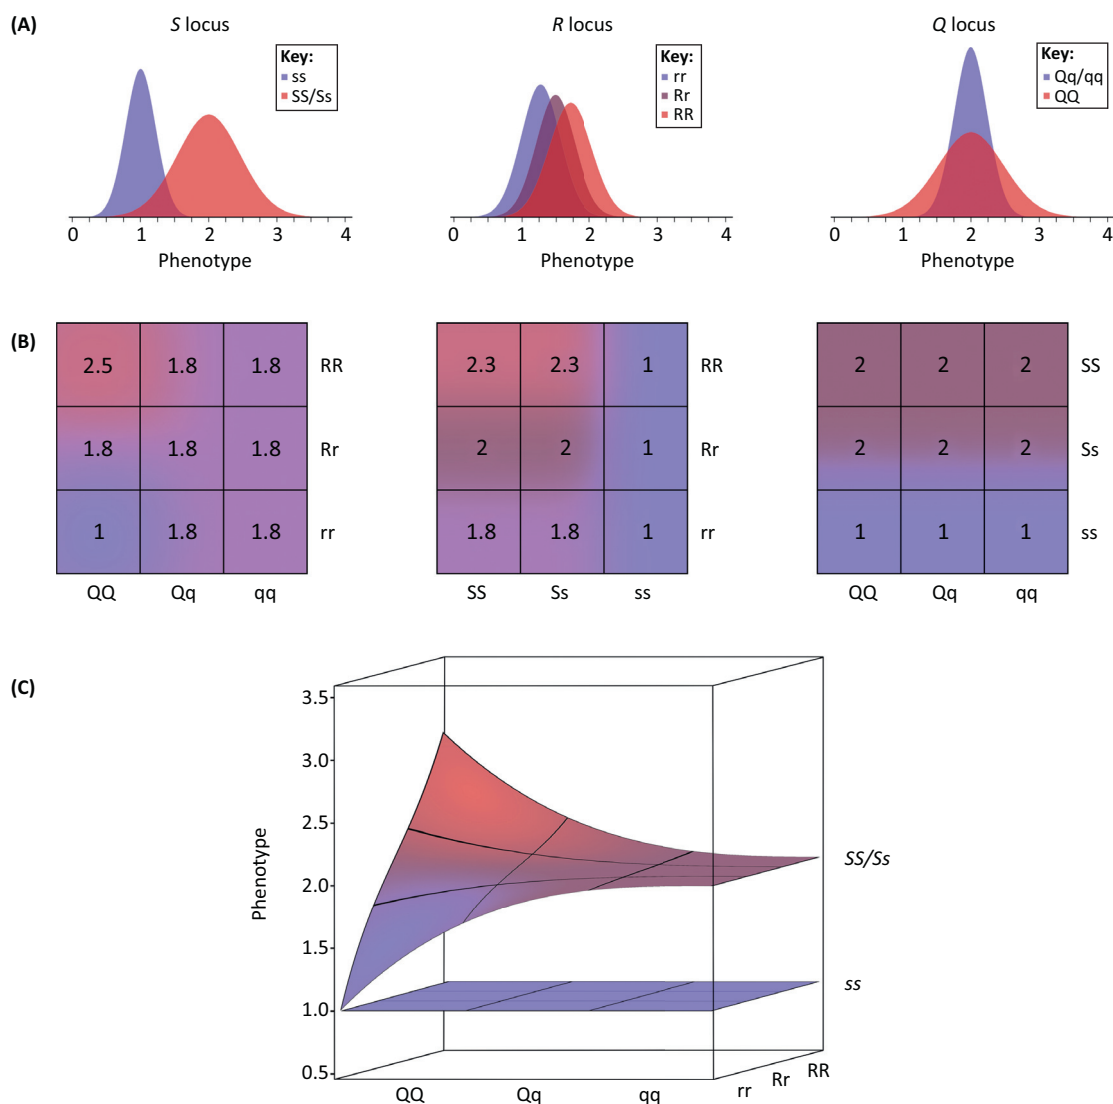 (A)
S locus
R locus
Q locus
Key:
ss
SS/Ss
Key:
rr
Rr
RR
Key:
Qq/qq
QQ
0 1 2 3 4
Phenotype
0 1 2 3 4
Phenotype
0 1 2 3 4
Phenotype
(B)
2.5 1.8 1.8 RR
1.8 1.8 1.8 Rr
1 1.8 1.8 rr
QQ Qq qq
2.3 2.3 1 RR
2 2 1 Rr
1.8 1.8 1 rr
SS Ss ss
2 2 2 SS
2 2 2 Ss
1 1 1 ss
QQ Qq qq
(C)
3.5
3.0
2.5
2.0
1.5
1.0
0.5
Phenotype
SS/Ss
ss
QQ Qq qq
rr Rr RR